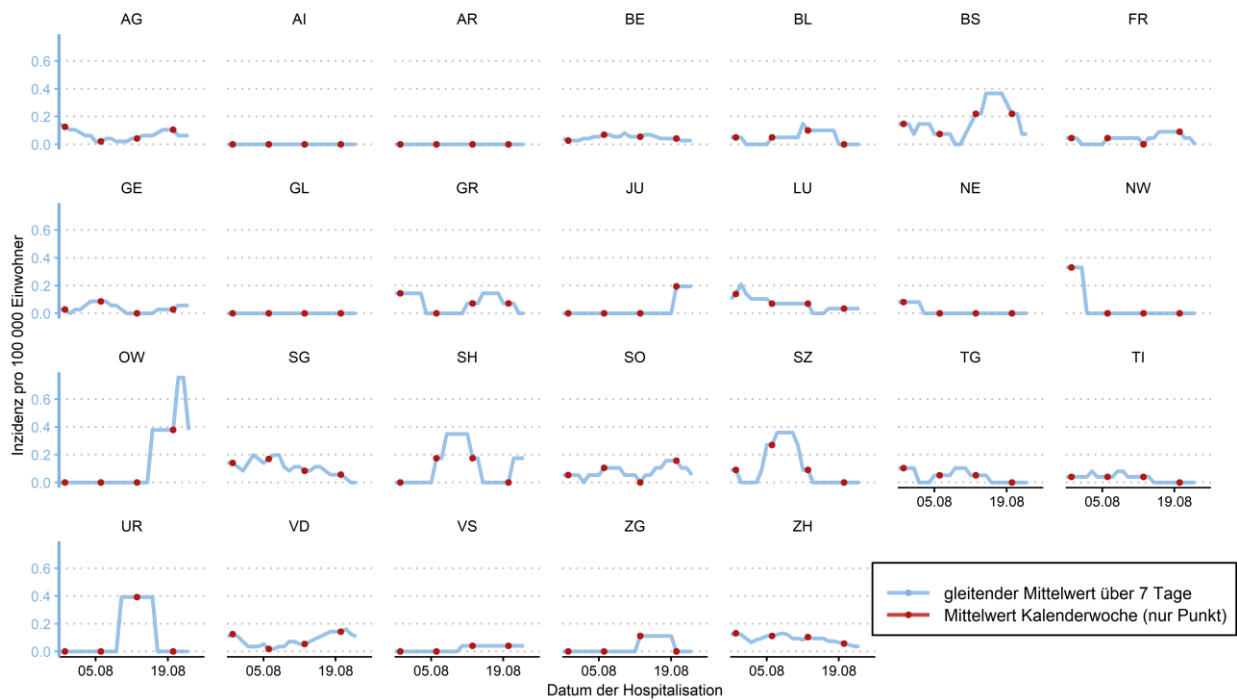 AG AI AR BE BL BS FR
0.6
0.4
0.2
0.0
GE GL GR JU LU NE NW
0.6
0.4
0.2
0.0
Inzidenz pro 100 000 Einwohner
OW SG SH SO SZ TG TI
0.6
0.4
0.2
0.0
05.08 19.08 05.08 19.08
UR VD VS ZG ZH
0.6
0.4
0.2
0.0
05.08 19.08 05.08 19.08 05.08 19.08 05.08 19.08 05.08 19.08
Datum der Hospitalisation
gleitender Mittelwert über 7 Tage
Mittelwert Kalenderwoche (nur Punkt)